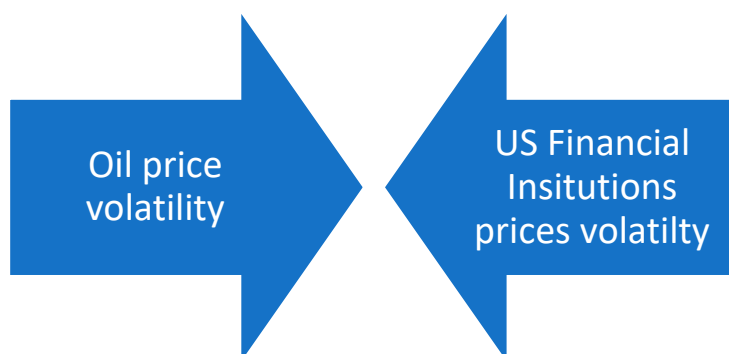 Oil price
volatility
US Financial
Insitutions
prices volatilty